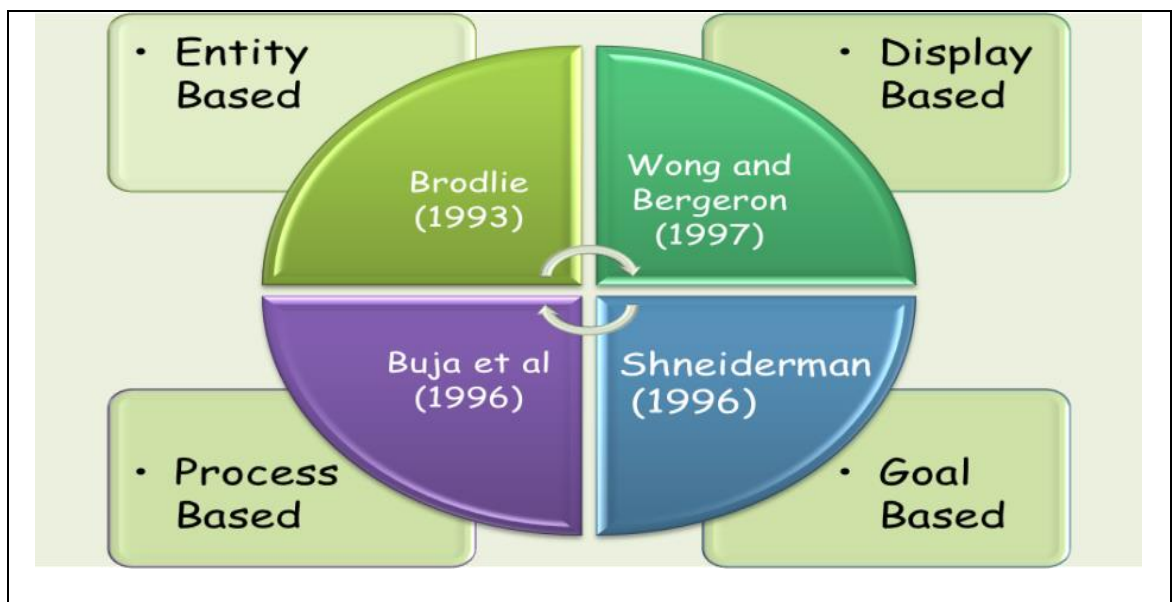 • Entity
Based
• Display
Based
Brodlie
(1993)
Wong and
Bergeron
(1997)
Buja et al
(1996)
Shneiderman
(1996)
• Process
Based
• Goal
Based